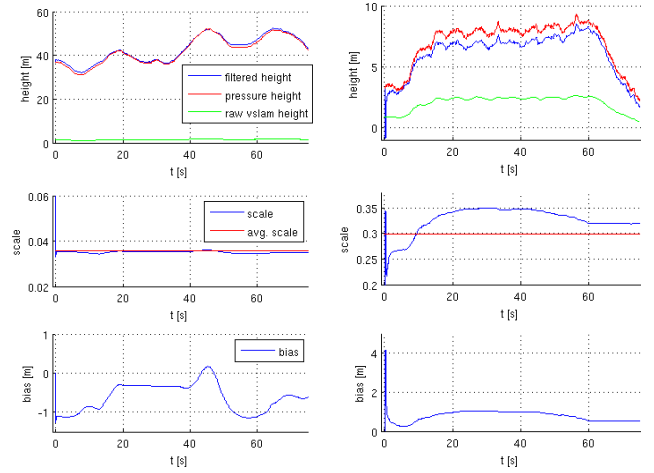 60
40
20
0
height [m]
filtered height
pressure height
raw vslam height
0
20
40
60
t [s]
10
5
0
height [m]
0
20
40
60
t [s]
0.06
0.04
0.02
scale
scale
avg. scale
0
20
40
60
t [s]
0.35
0.3
0.25
0.2
scale
0
20
40
60
t [s]
1
0
-1
bias [m]
bias
0
20
40
60
t [s]
4
2
0
bias [m]
0
20
40
60
t [s]